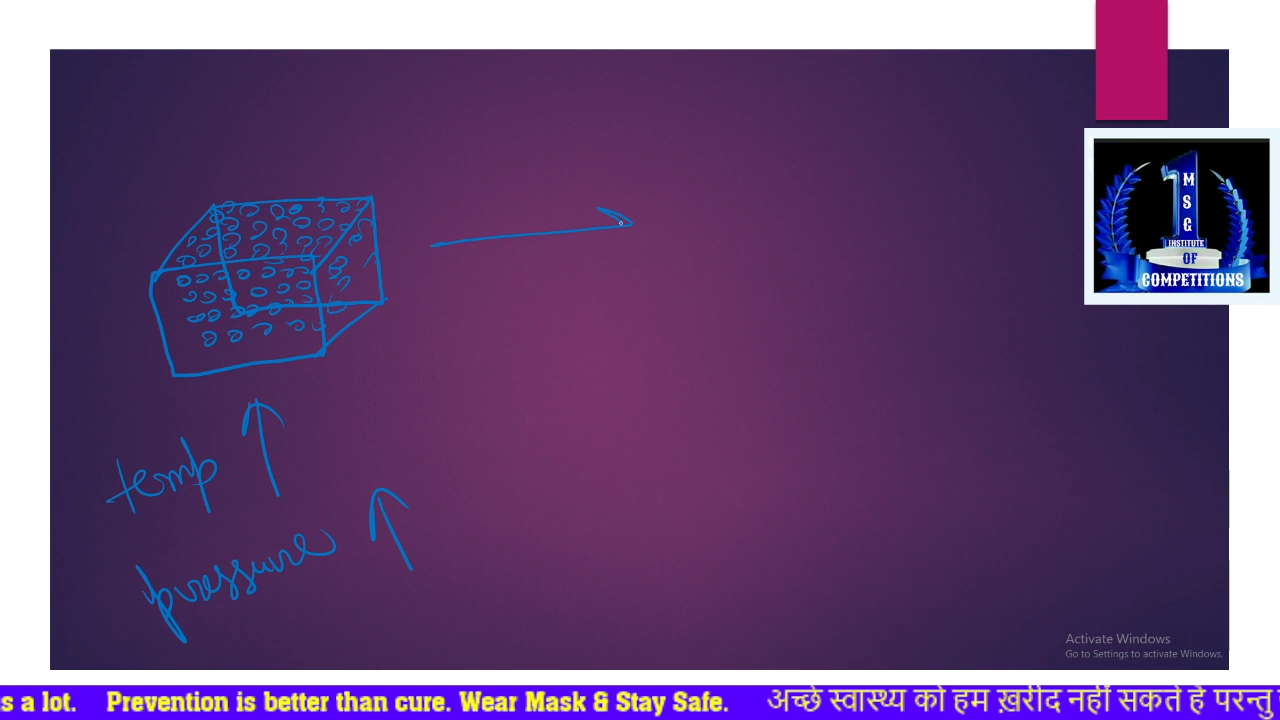 1
M
S
G
INSTITUTE
OF
COMPETITIONS
temp
pressure
Activate Windows
Go to Settings to activate Windows.
s a lot. Prevention is better than cure. Wear Mask & Stay Safe. अच्छे स्वास्थ्य को हम ख़रीद नहीं सकते हे परन्तु